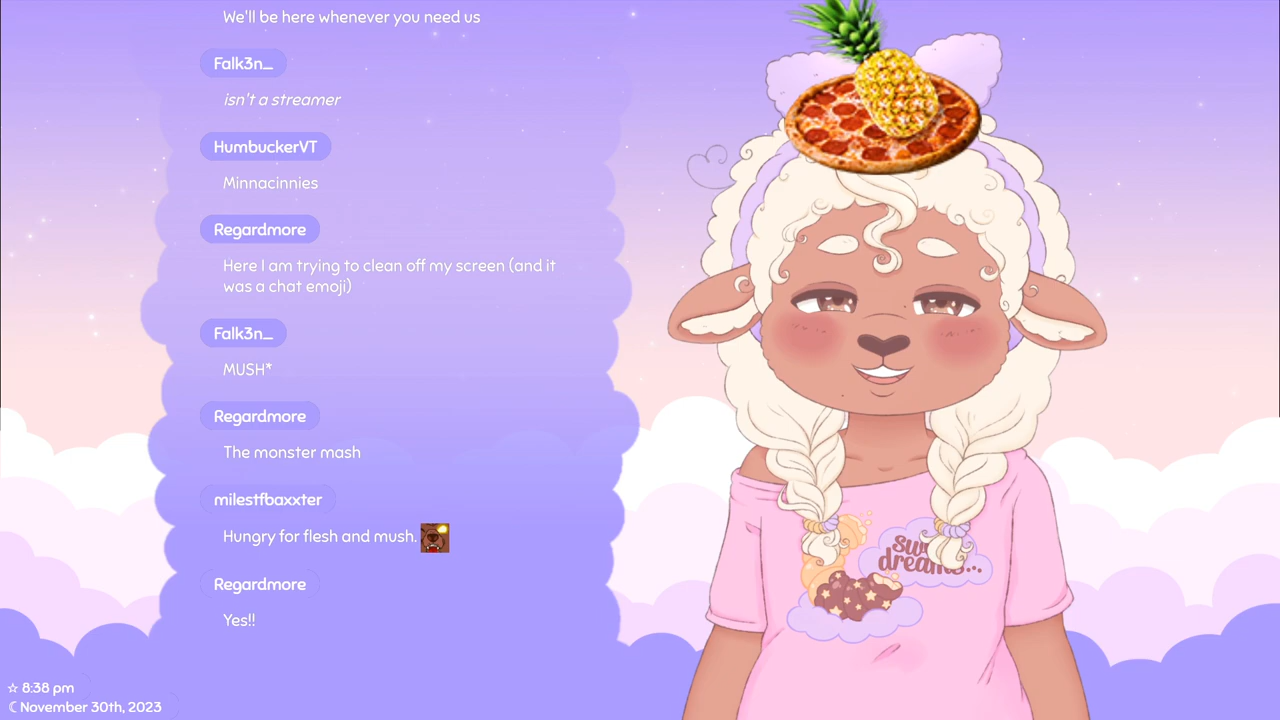 We'll be here whenever you need us
Falk3n_
isn't a streamer
HumbuckerVT
Minnacinnies
Regardmore
Here I am trying to clean off my screen (and it
was a chat emoji)
Falk3n_
MUSH*
Regardmore
The monster mash
milestfbaxxter
Hungry for flesh and mush.
Regardmore
Yes!!
dreams...
☆ 8:38 pm
☾ November 30th, 2023